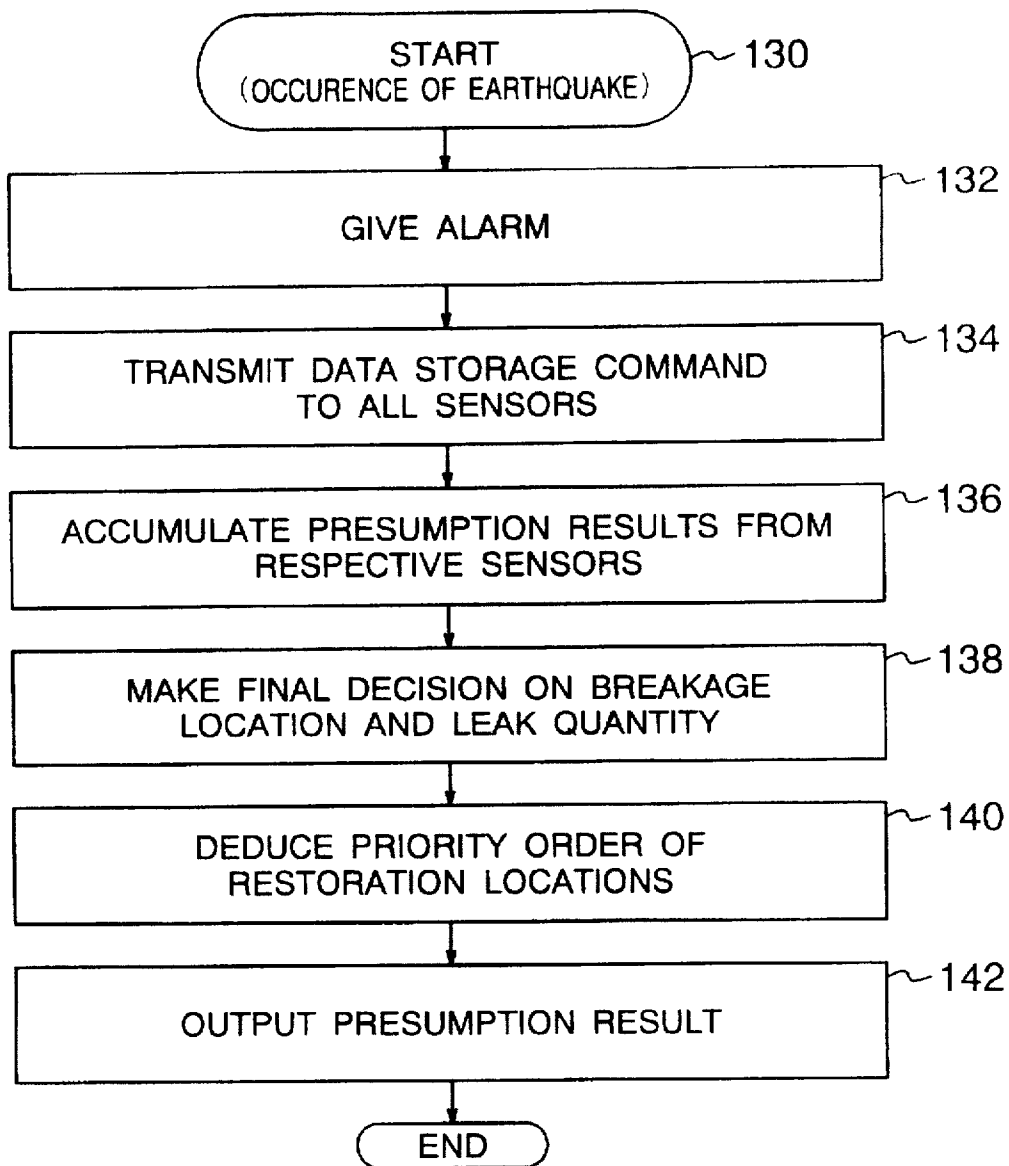 START
(OCCURENCE OF EARTHQUAKE)
130
132
GIVE ALARM
134
TRANSMIT DATA STORAGE COMMAND
TO ALL SENSORS
136
ACCUMULATE PRESUMPTION RESULTS FROM
RESPECTIVE SENSORS
138
MAKE FINAL DECISION ON BREAKAGE
LOCATION AND LEAK QUANTITY
140
DEDUCE PRIORITY ORDER OF
RESTORATION LOCATIONS
142
OUTPUT PRESUMPTION RESULT
END